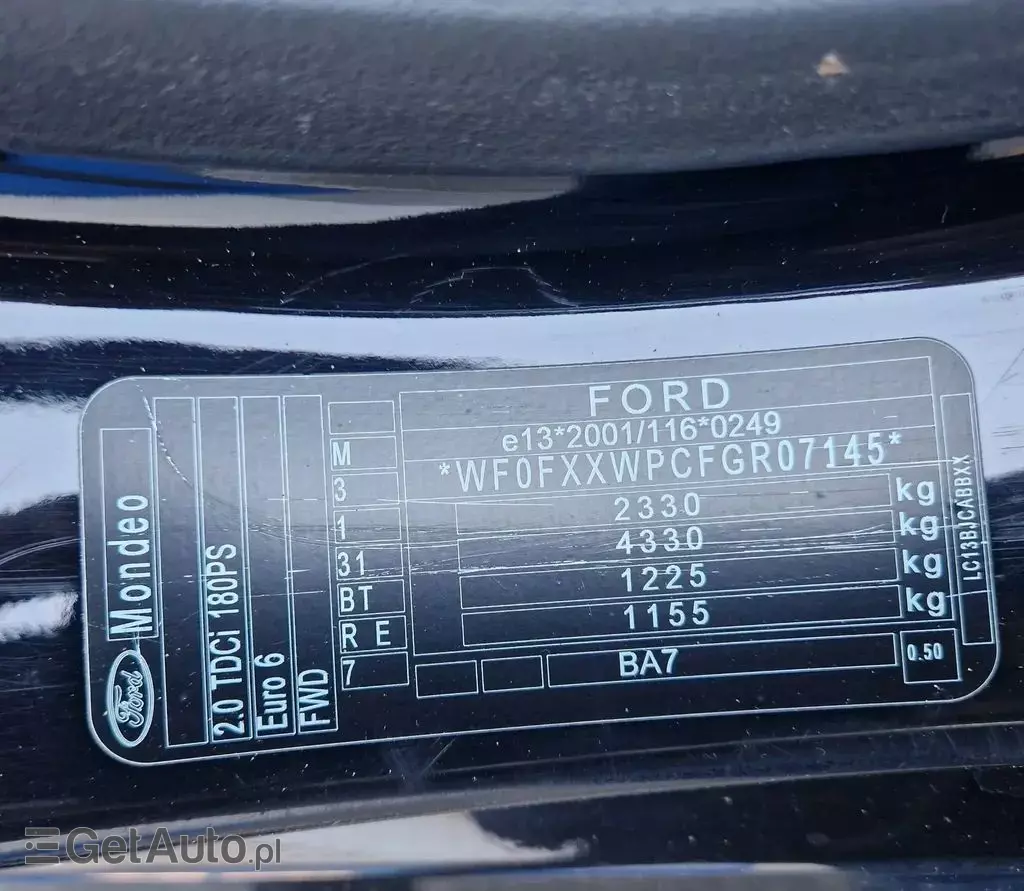 FORD
e13*2001/116*0249
*WF0FXXWPCFGR07145*
2330 kg
4330 kg
1225 kg
1155 kg
BA7
0.50
M
3
1
31
BT
R E
7
Ford
Mondeo
2.0 TDCi 180PS
Euro 6
FWD
LC13BJCABBXX
GetAuto.pl